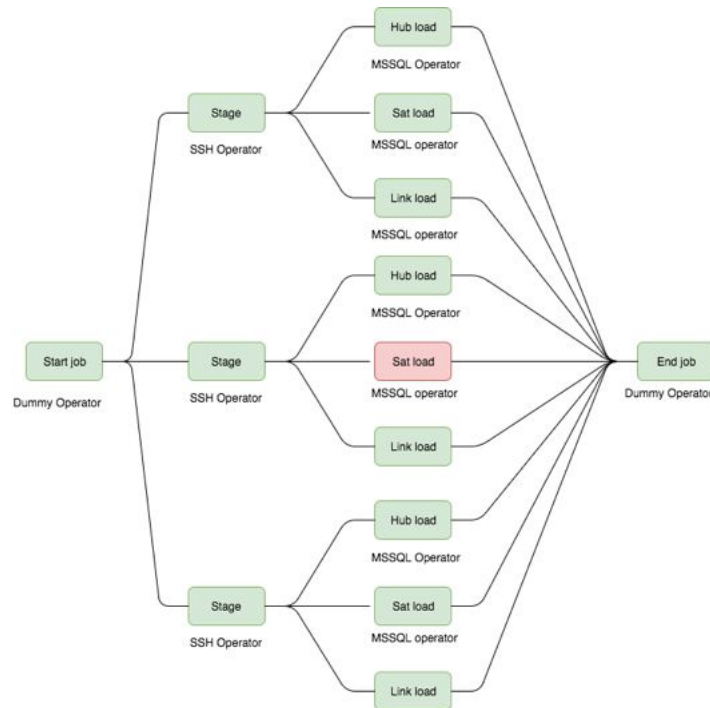 Hub load
MSSQL Operator
Stage
SSH Operator
Sat load
MSSQL operator
Link load
MSSQL operator
Hub load
MSSQL Operator
Start job
Dummy Operator
Stage
SSH Operator
Sat load
MSSQL operator
End job
Dummy Operator
Link load
Hub load
MSSQL Operator
Stage
SSH Operator
Sat load
MSSQL operator
Link load